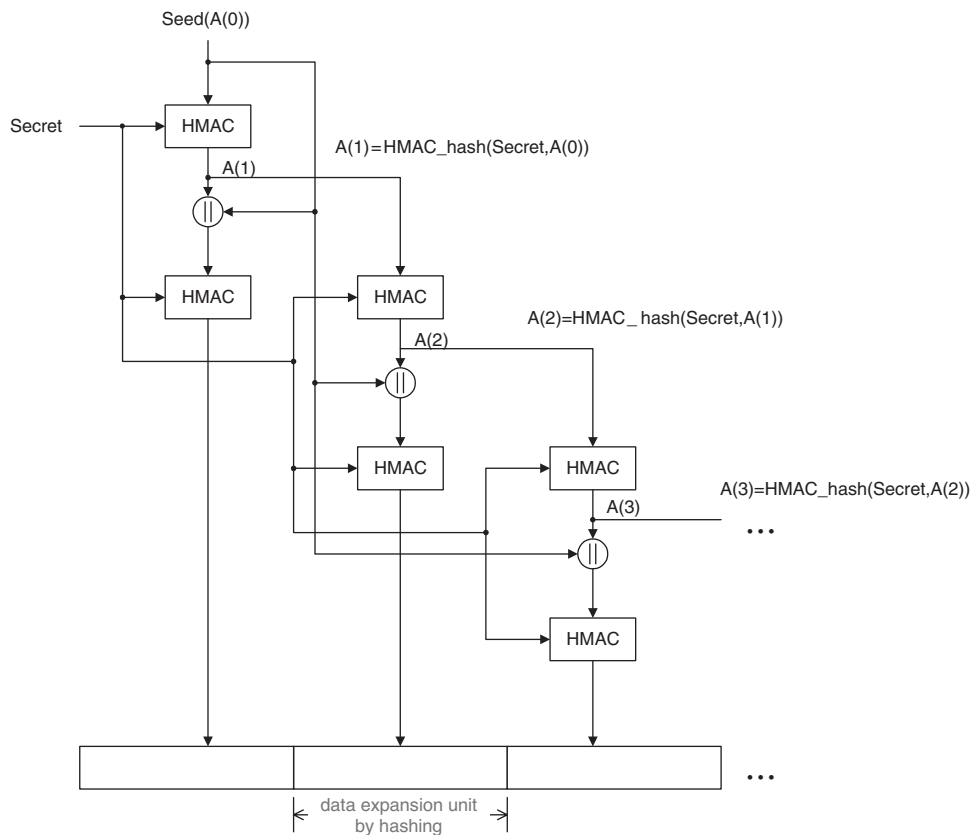 Seed(A(0))
Secret
HMAC
A(1)=HMAC_hash(Secret,A(0))
A(1)
||
HMAC
HMAC
A(2)=HMAC_ hash(Secret,A(1))
A(2)
||
HMAC
HMAC
A(3)=HMAC_hash(Secret,A(2))
A(3)
...
||
HMAC
...
data expansion unit
by hashing